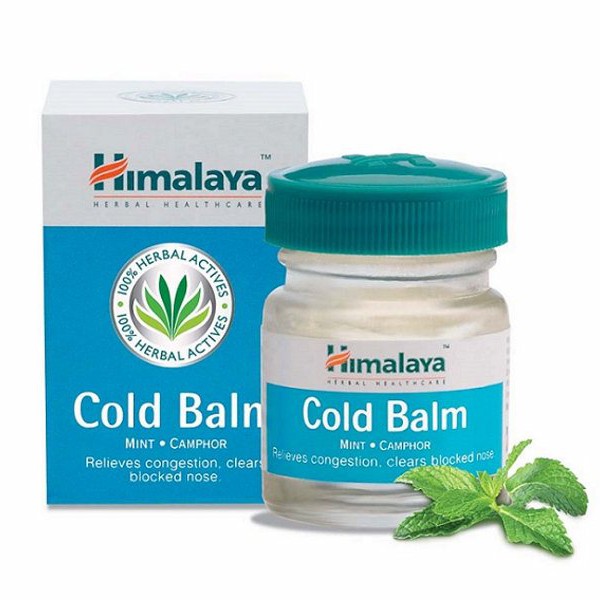 Himalaya™
HERBAL HEALTHCARE
100% HERBAL ACTIVES
100% HERBAL ACTIVES
Cold Balm
MINT • CAMPHOR
Relieves congestion, clears
blocked nose.
Himalaya™
HERBAL HEALTHCARE
Cold Balm
MINT • CAMPHOR
Relieves congestion, clears blocked nose